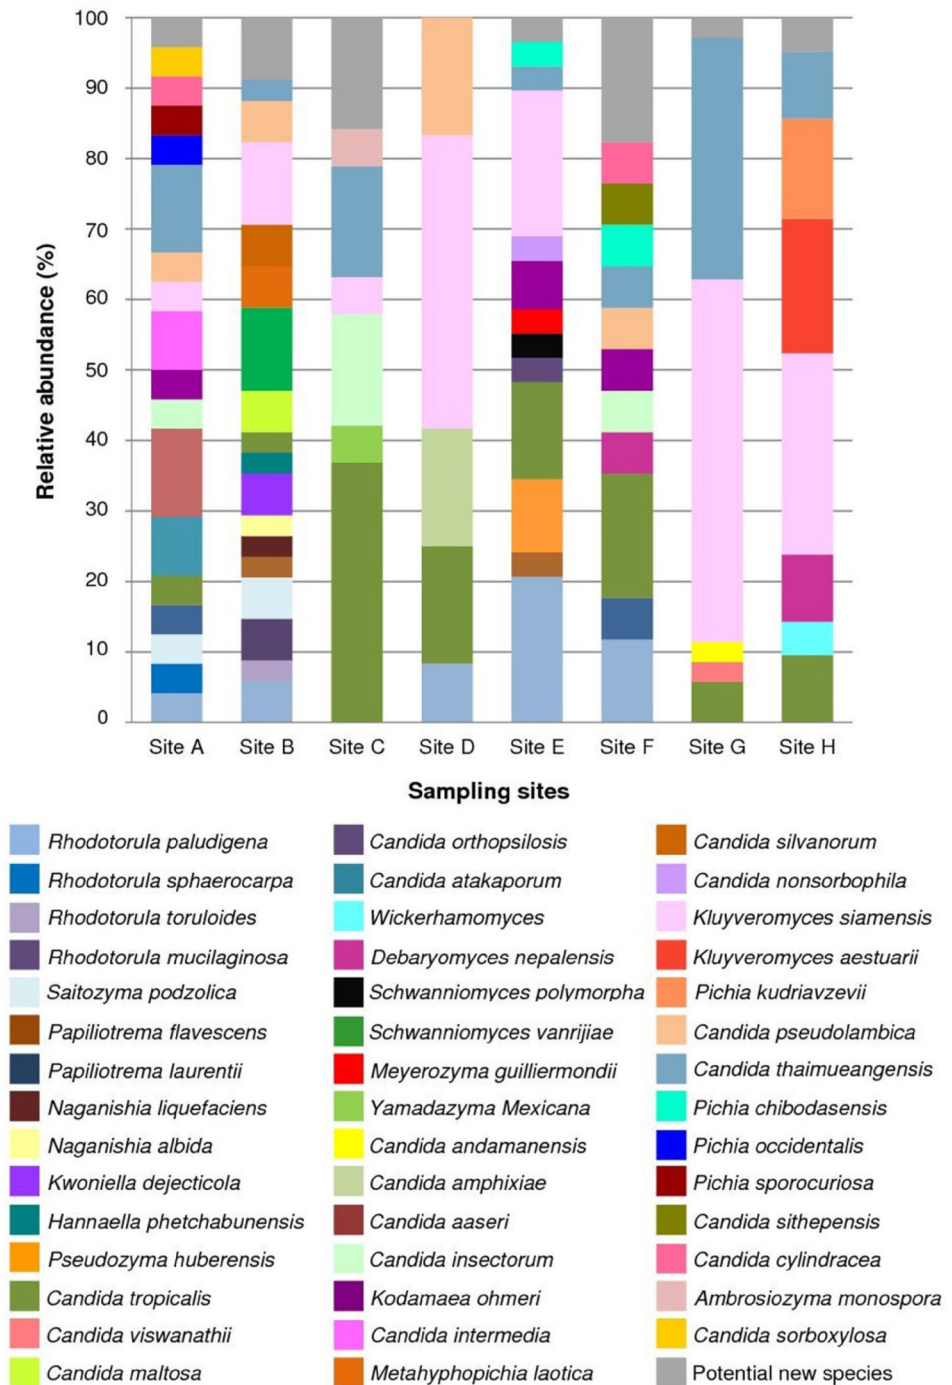 Relative abundance (%)
100
90
80
70
60
50
40
30
20
10
0
Site A Site B Site C Site D Site E Site F Site G Site H
Sampling sites
Rhodotorula paludigena
Rhodotorula sphaerocarpa
Rhodotorula toruloides
Rhodotorula mucilaginosa
Saitozyma podzolica
Papiliotrema flavescens
Papiliotrema laurentii
Naganishia liquefaciens
Naganishia albida
Kwoniella dejecticola
Hannaella phetchabunensis
Pseudozyma huberensis
Candida tropicalis
Candida viswanathii
Candida maltosa
Candida orthopsilosis
Candida atakaporum
Wickerhamomyces
Debaryomyces nepalensis
Schwanniomyces polymorpha
Schwanniomyces vanrijiae
Meyerozyma guilliermondii
Yamadazyma Mexicana
Candida andamanensis
Candida amphixiae
Candida aaseri
Candida insectorum
Kodamaea ohmeri
Candida intermedia
Metahyphopichia laotica
Candida silvanorum
Candida nonsorbophila
Kluyveromyces siamensis
Kluyveromyces aestuarii
Pichia kudriavzevii
Candida pseudolambica
Candida thaimueangensis
Pichia chibodasensis
Pichia occidentalis
Pichia sporocuriosa
Candida sithepensis
Candida cylindracea
Ambrosiozyma monospora
Candida sorboxylosa
Potential new species